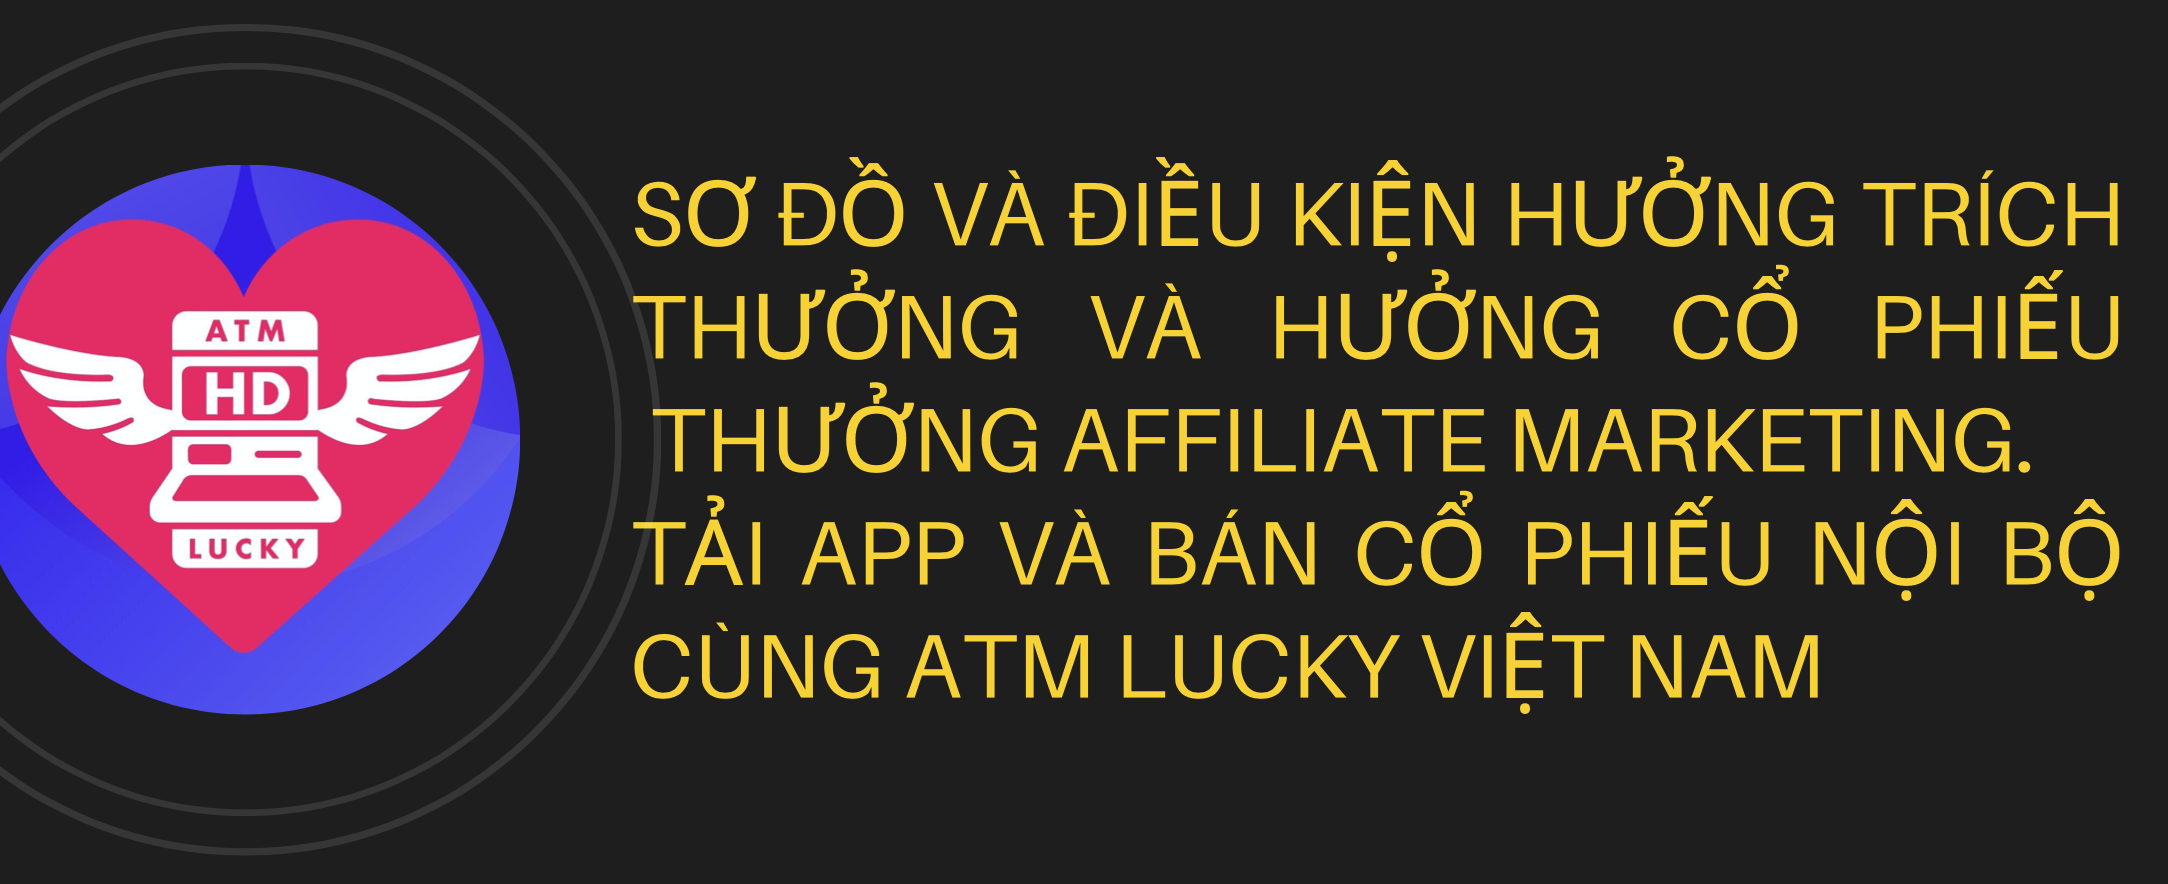 ATM
HD
LUCKY
SƠ ĐỒ VÀ ĐIỀU KIỆN HƯỞNG TRÍCH
THƯỞNG VÀ HƯỞNG CỔ PHIẾU
THƯỞNG AFFILIATE MARKETING.
TẢI APP VÀ BÁN CỔ PHIẾU NỘI BỘ
CÙNG ATM LUCKY VIỆT NAM